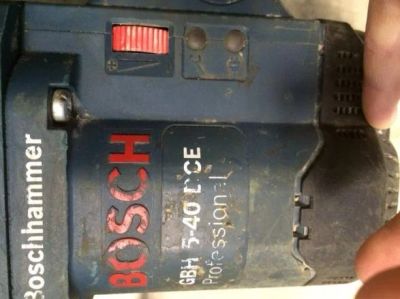 Boschhammer
BOSCH
GBH 5-40 DCE
Professional